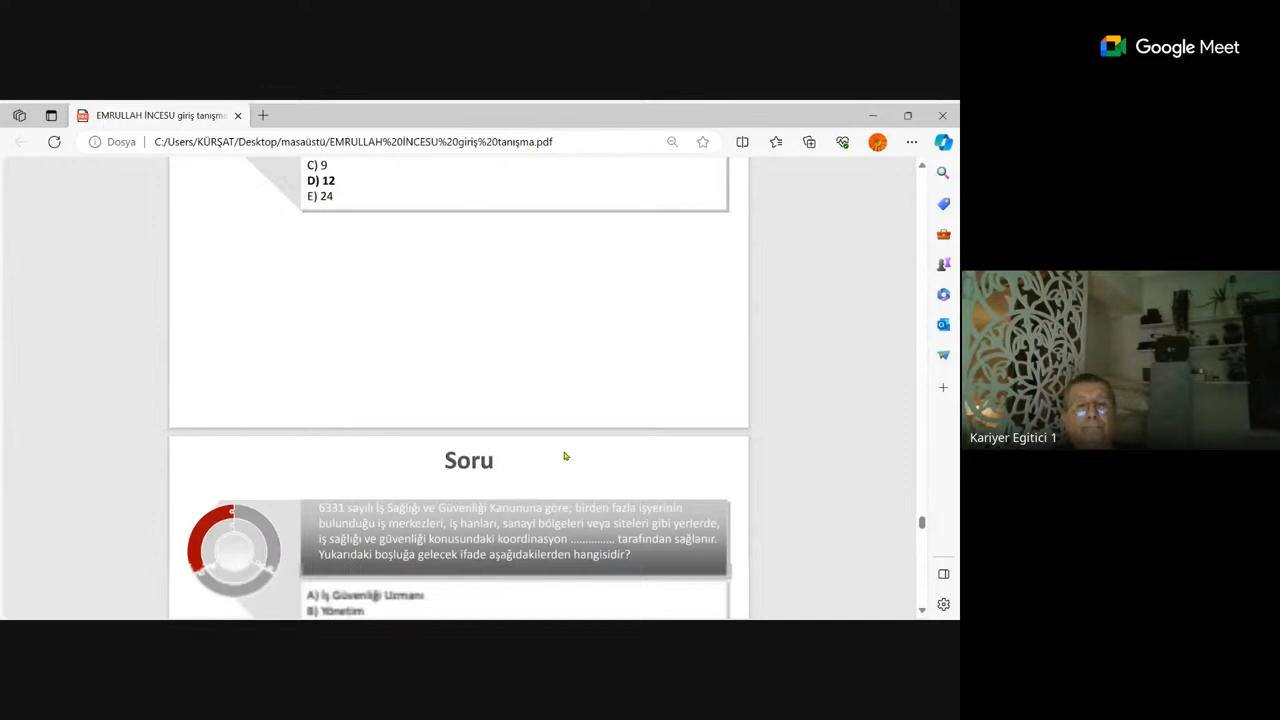 Google Meet
EMRULLAH İNCESU giriş tanışma
Dosya
C:/Users/KÜRŞAT/Desktop/masaüstü/EMRULLAH%20İNCESU%20giriş%20tanışma.pdf
C) 9
D) 12
E) 24
Soru
6331 sayılı İş Sağlığı ve Güvenliği Kanununa göre; birden fazla işyerinin
bulunduğu iş merkezleri, iş hanları, sanayi bölgeleri veya siteleri gibi yerlerde,
iş sağlığı ve güvenliği konusundaki koordinasyon .............. tarafından sağlanır.
Yukarıdaki boşluğa gelecek ifade aşağıdakilerden hangisidir?
A) İş Güvenliği Uzmanı
B) Yönetim
Kariyer Egitici 1